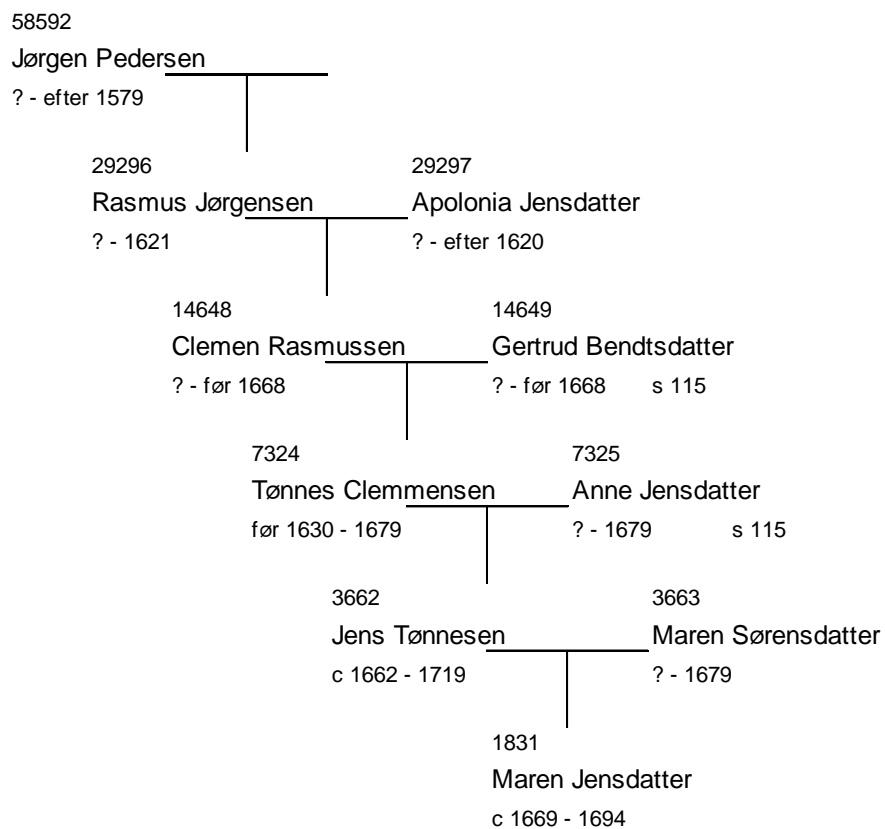 58592
Jørgen Pedersen
? - efter 1579
29296 29297
Rasmus Jørgensen Apolonia Jensdatter
? - 1621 ? - efter 1620
14648 14649
Clemen Rasmussen Gertrud Bendtsdatter
? - før 1668 ? - før 1668 s 115
7324 7325
Tønnes Clemmensen Anne Jensdatter
før 1630 - 1679 ? - 1679 s 115
3662 3663
Jens Tønnesen Maren Sørensdatter
c 1662 - 1719 ? - 1679
1831
Maren Jensdatter
c 1669 - 1694